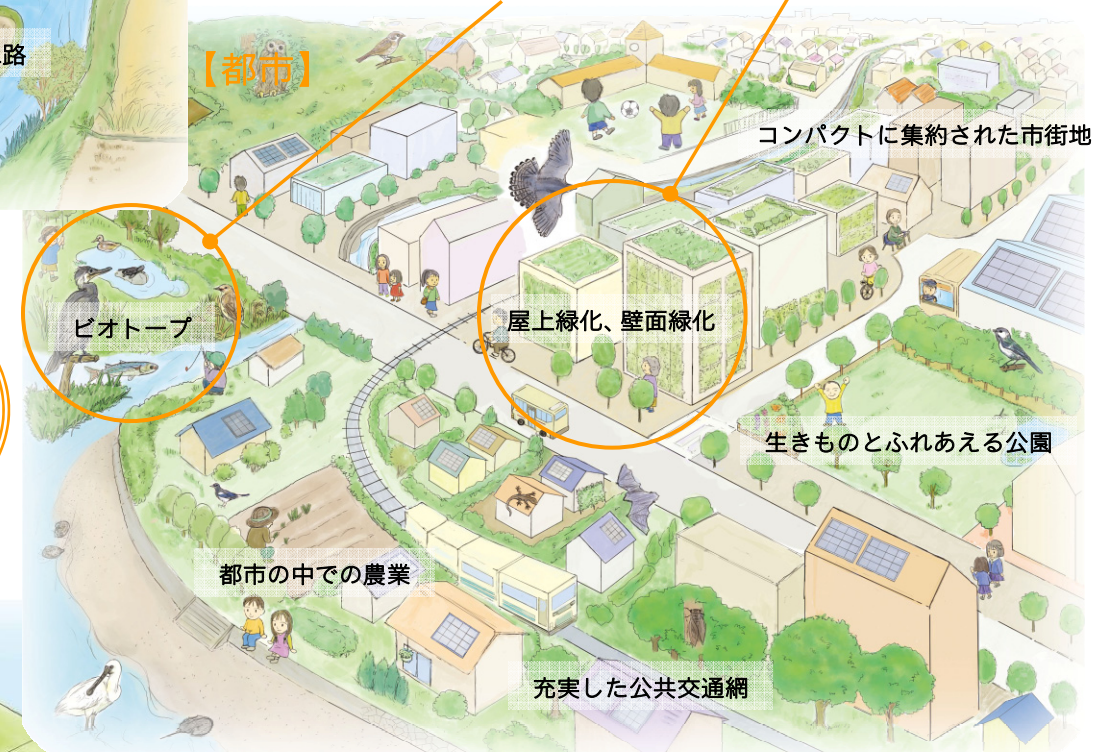 路
【都市】
コンパクトに集約された市街地
ビオトープ
屋上緑化、壁面緑化
生きものとふれあえる公園
都市の中での農業
充実した公共交通網